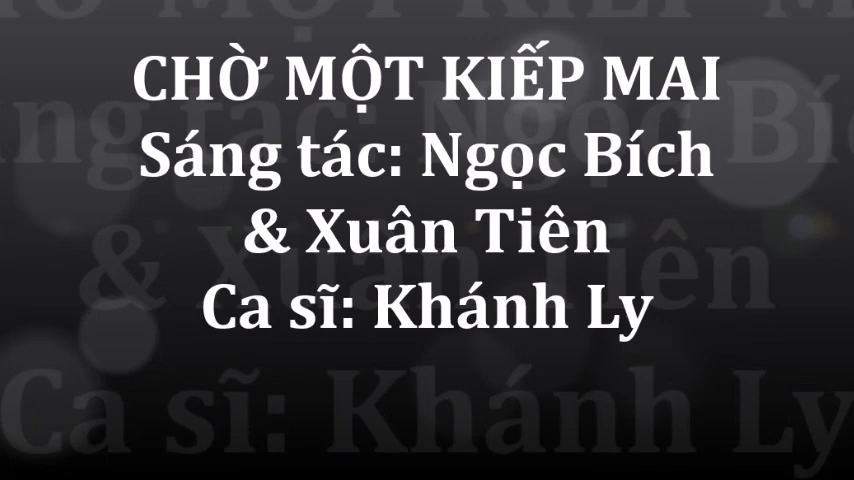 CHỜ MỘT KIẾP MAI
Sáng tác: Ngọc Bích
& Xuân Tiên
Ca sĩ: Khánh Ly